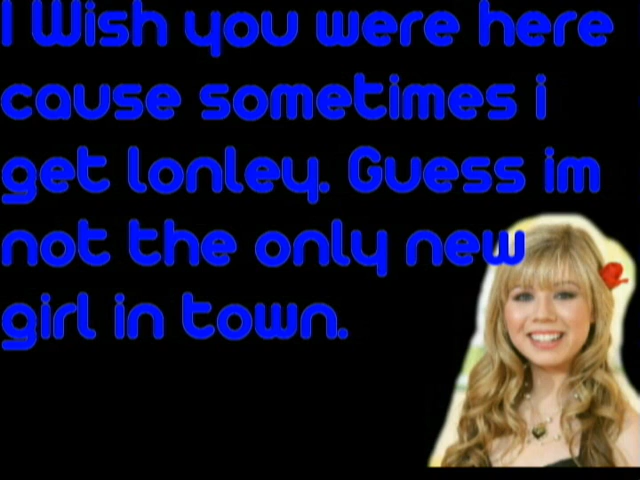 I Wish you were here
cause sometimes i
get lonley. Guess im
not the only new
girl in town.